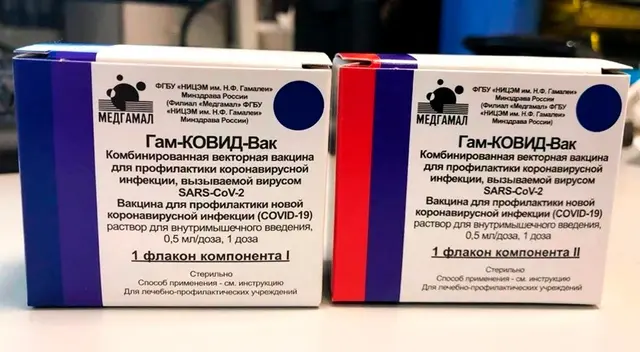 ФГБУ «НИЦЭМ им. Н.Ф. Гамалеи»
Минздрава России
(Филиал «Медгамал» ФГБУ
«НИЦЭМ им. Н.Ф. Гамалеи»
Минздрава России)
МЕДГАМАЛ
Гам-КОВИД-Вак
Комбинированная векторная вакцина
для профилактики коронавирусной
инфекции, вызываемой вирусом
SARS-CoV-2
Вакцина для профилактики новой
коронавирусной инфекции (COVID-19)
раствор для внутримышечного введения,
0,5 мл/доза, 1 доза
1 флакон компонента I
Стерильно
Способ применения - см. инструкцию
Для лечебно-профилактических учреждений
ФГБУ «НИЦЭМ им. Н.Ф. Гамалеи»
Минздрава России
(Филиал «Медгамал» ФГБУ
«НИЦЭМ им. Н.Ф. Гамалеи»
Минздрава России)
МЕДГАМАЛ
Гам-КОВИД-Вак
Комбинированная векторная вакцина
для профилактики коронавирусной
инфекции, вызываемой вирусом
SARS-CoV-2
Вакцина для профилактики новой
коронавирусной инфекции (COVID-19)
раствор для внутримышечного введения,
0,5 мл/доза, 1 доза
1 флакон компонента II
Стерильно
Способ применения - см. инструкцию
Для лечебно-профилактических учреждений